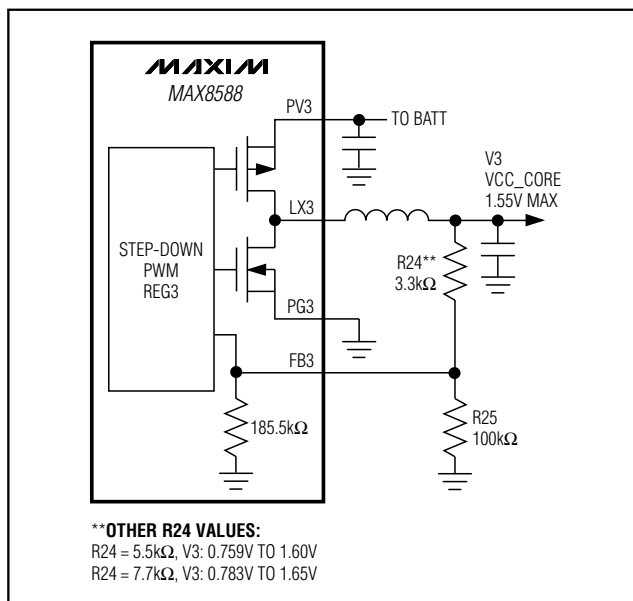 MAXIM
MAX8588
PV3
TO BATT
V3
VCC_CORE
1.55V MAX
LX3
STEP-DOWN
PWM
REG3
R24**
3.3kΩ
PG3
FB3
185.5kΩ
R25
100kΩ
**OTHER R24 VALUES:
R24 = 5.5kΩ, V3: 0.759V TO 1.60V
R24 = 7.7kΩ, V3: 0.783V TO 1.65V